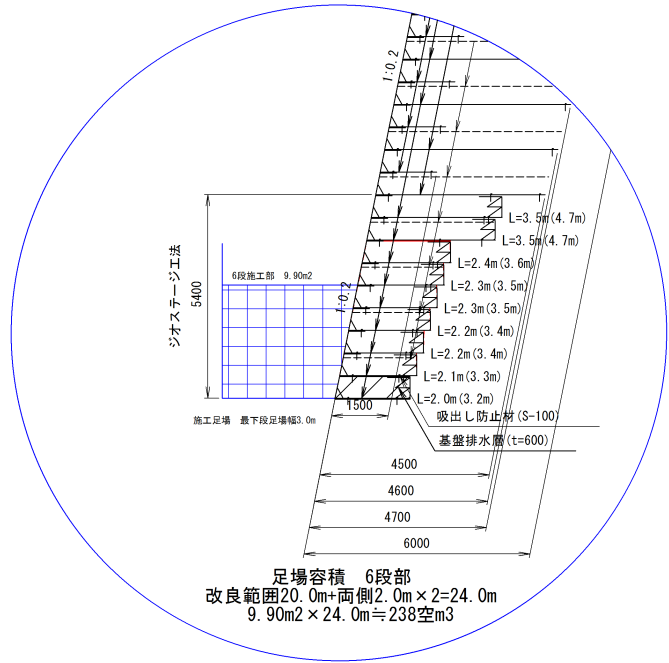 1:0.2
L=3.5m(4.7m)
L=3.5m(4.7m)
L=2.4m(3.6m)
6段施工部 9.90m2
L=2.3m(3.5m)
ジオステージ工法
5400
1:0.2
L=2.3m(3.5m)
L=2.2m(3.4m)
L=2.2m(3.4m)
L=2.1m(3.3m)
L=2.0m(3.2m)
1500
吸出し防止材(S-100)
施工足場 最下段足場幅3.0m
基盤排水層(t=600)
4500
4600
4700
6000
足場容積 6段部
改良範囲20.0m+両側2.0m×2=24.0m
9.90m2×24.0m≒238空m3